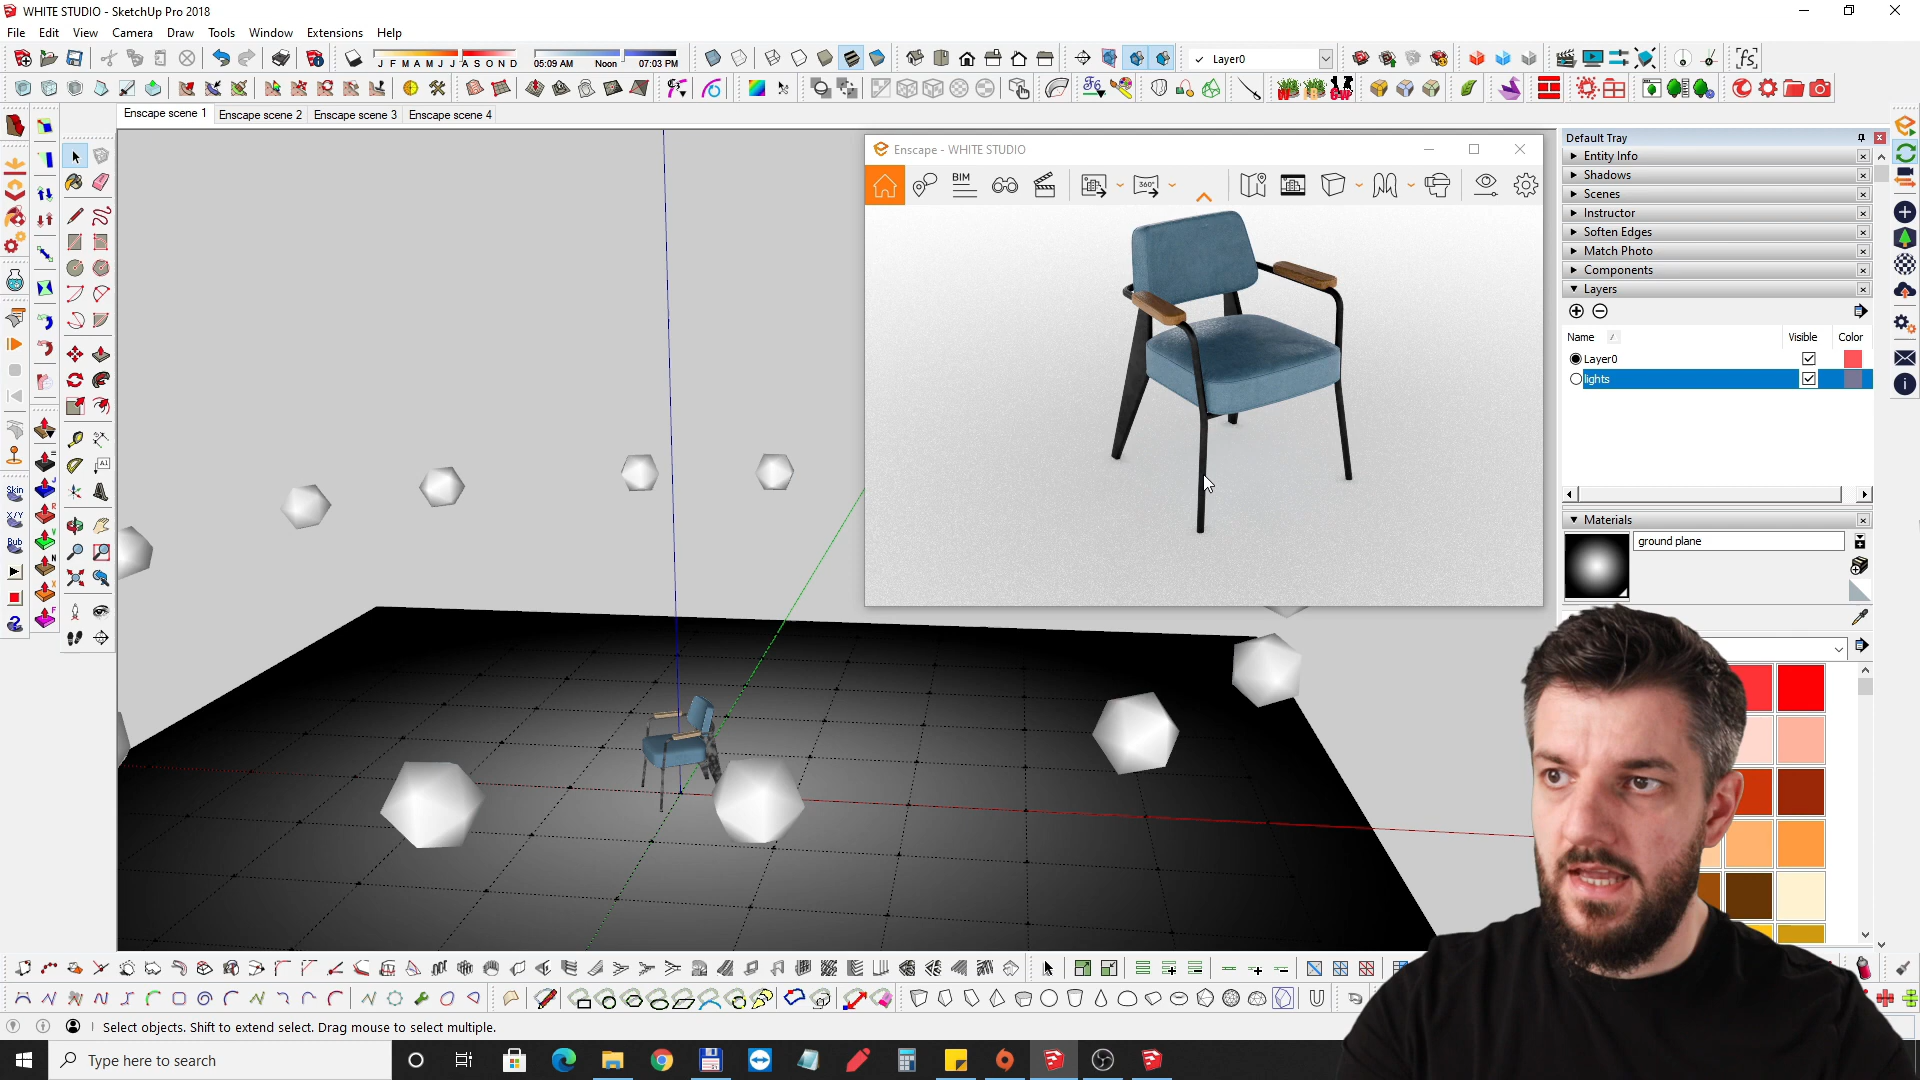 WHITE STUDIO - SketchUp Pro 2018
File Edit View Camera Draw Tools Window Extensions Help
J F M A M J J A S O N D
05:09 AM Noon 07:03 PM
Layer0
Enscape scene 1
Enscape scene 2
Enscape scene 3
Enscape scene 4
Enscape - WHITE STUDIO
BIM
360°
Default Tray
Entity Info
Shadows
Scenes
Instructor
Soften Edges
Match Photo
Components
Layers
Name Visible Color
Layer0
lights
Materials
ground plane
Skin
X/Y
Bub
Select objects. Shift to extend select. Drag mouse to select multiple.
Type here to search